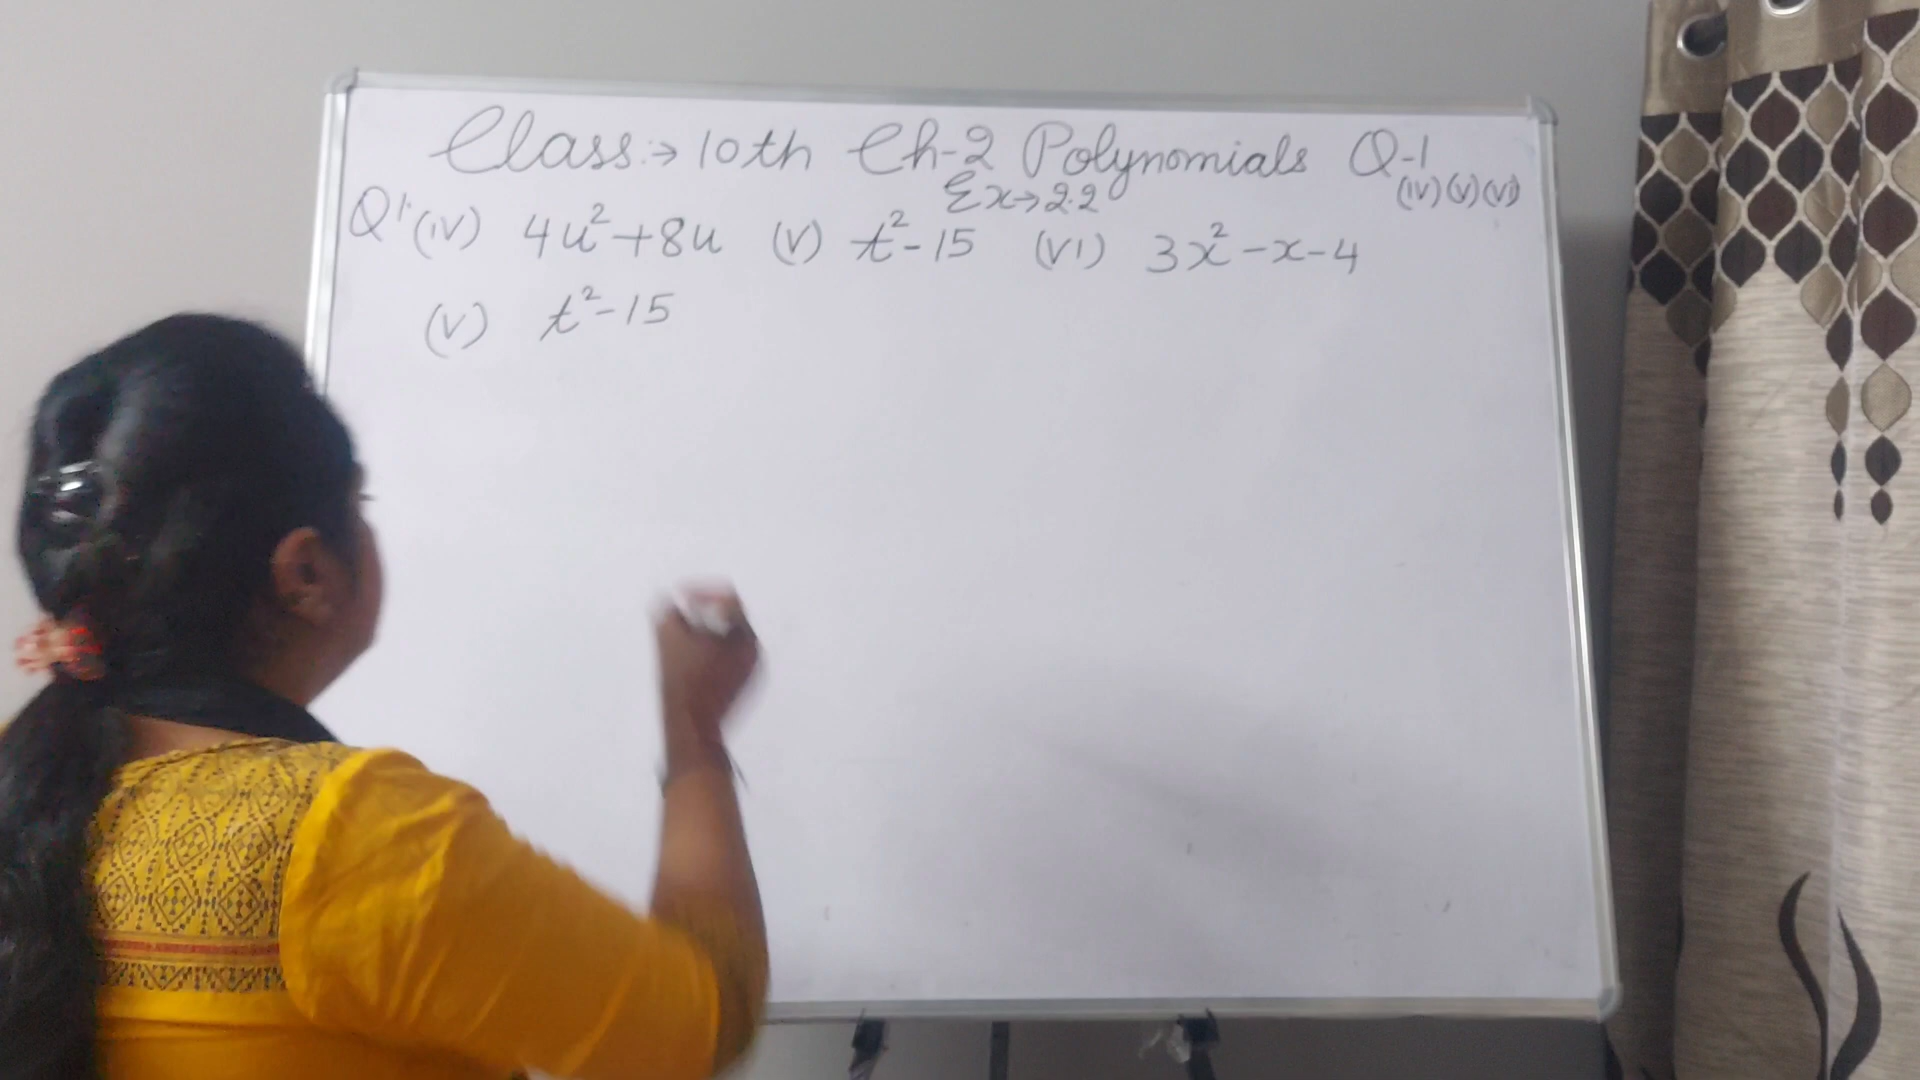 Class:→ 10th Ch-2 Polynomials Q-1
Ex→2.2 (iv) (v) (vi)
Q1. (iv) 4u²+8u (v) t²-15 (vi) 3x²-x-4
(v) t²-15